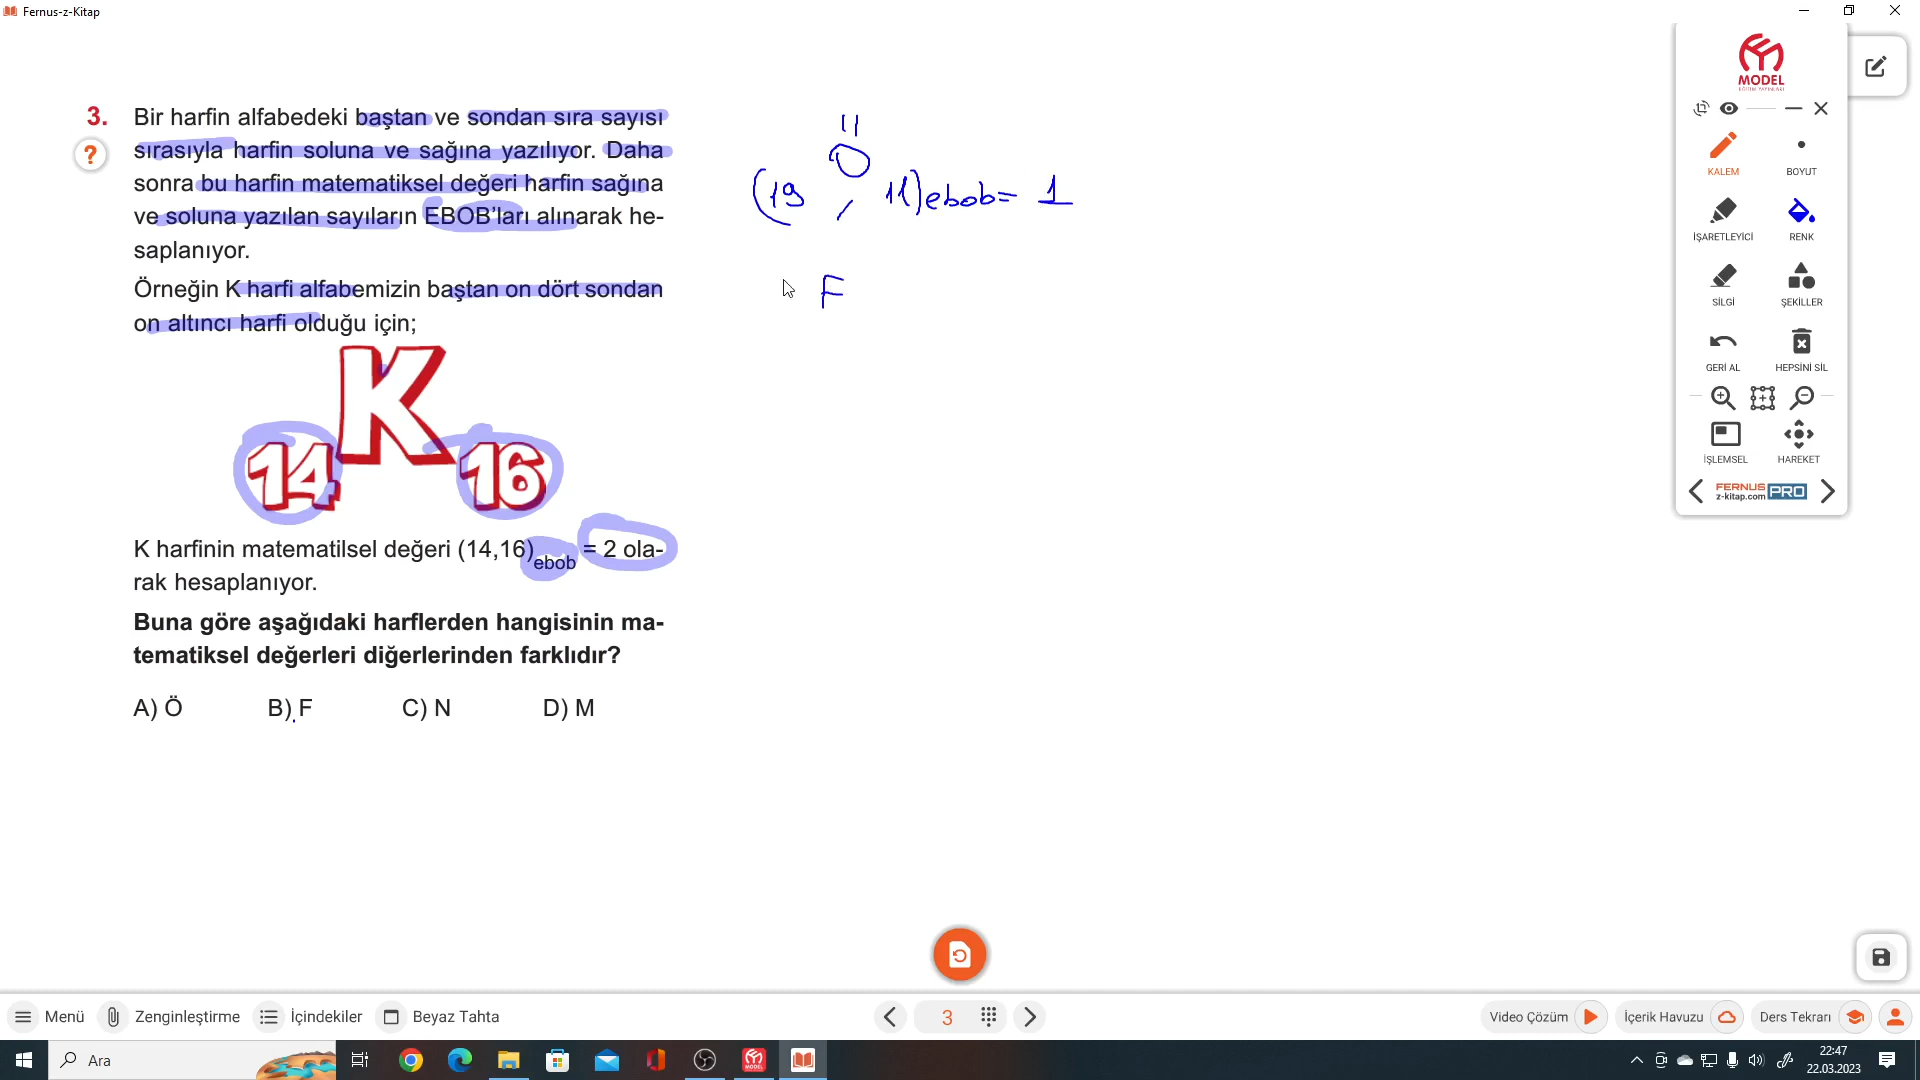 Fernus-z-Kitap
3. Bir harfin alfabedeki baştan ve sondan sıra sayısı
sırasıyla harfin soluna ve sağına yazılıyor. Daha
? sonra bu harfin matematiksel değeri harfin sağına
ve soluna yazılan sayıların EBOB'ları alınarak he-
saplanıyor.
Örneğin K harfi alfabemizin baştan on dört sondan
on altıncı harfi olduğu için;
K
14 16
K harfinin matematilsel değeri (14,16)ebob = 2 ola-
rak hesaplanıyor.
Buna göre aşağıdaki harflerden hangisinin ma-
tematiksel değerleri diğerlerinden farklıdır?
A) Ö B) F C) N D) M
Ö
(19 , 11)ebob= 1
F
MODEL
EĞİTİM YAYINLARI
KALEM BOYUT
İŞARETLEYİCİ RENK
SİLGİ ŞEKİLLER
GERİ AL HEPSİNİ SİL
İŞLEMSEL HAREKET
FERNUS
z-kitap.com PRO
Menü Zenginleştirme İçindekiler Beyaz Tahta 3 Video Çözüm İçerik Havuzu Ders Tekrarı
Ara
MODEL
22:47
22.03.2023